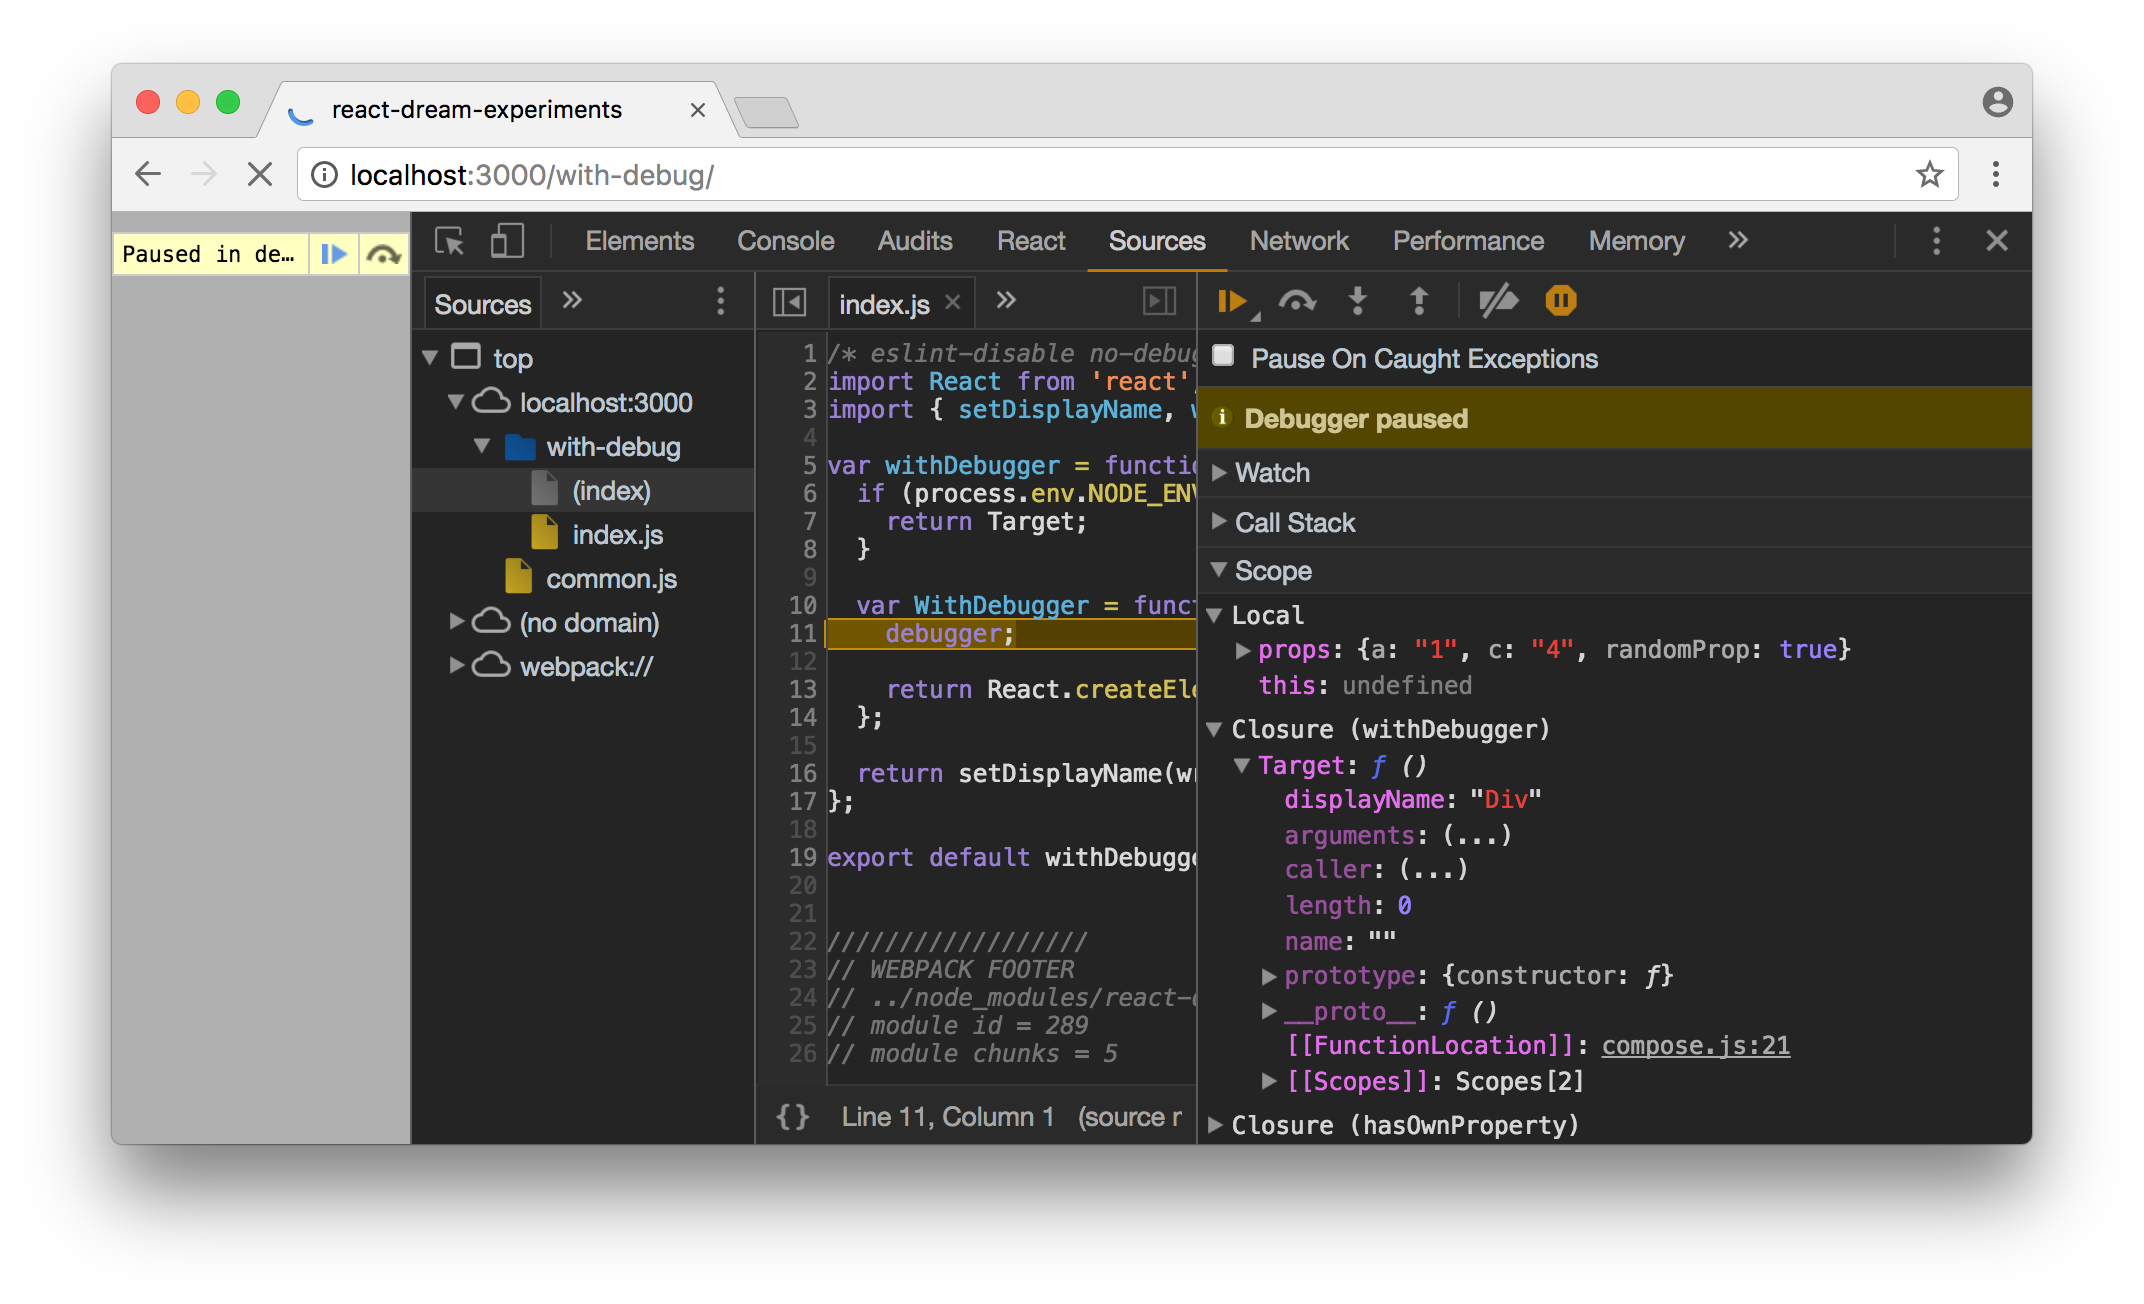 react-dream-experiments
localhost:3000/with-debug/
Paused in de…
Elements Console Audits React Sources Network Performance Memory »
Sources »
top
localhost:3000
with-debug
(index)
index.js
common.js
(no domain)
webpack://
index.js »
1 /* eslint-disable no-debug
2 import React from 'react'
3 import { setDisplayName, w
4
5 var withDebugger = functio
6 if (process.env.NODE_ENV
7 return Target;
8 }
9
10 var WithDebugger = funct
11 debugger;
12
13 return React.createEle
14 };
15
16 return setDisplayName(wr
17 };
18
19 export default withDebugge
20
21
22 //////////////////
23 // WEBPACK FOOTER
24 // ../node_modules/react-d
25 // module id = 289
26 // module chunks = 5
{} Line 11, Column 1 (source r
Pause On Caught Exceptions
Debugger paused
Watch
Call Stack
Scope
Local
props: {a: "1", c: "4", randomProp: true}
this: undefined
Closure (withDebugger)
Target: ƒ ()
displayName: "Div"
arguments: (...)
caller: (...)
length: 0
name: ""
prototype: {constructor: ƒ}
__proto__: ƒ ()
[[FunctionLocation]]: compose.js:21
[[Scopes]]: Scopes[2]
Closure (hasOwnProperty)